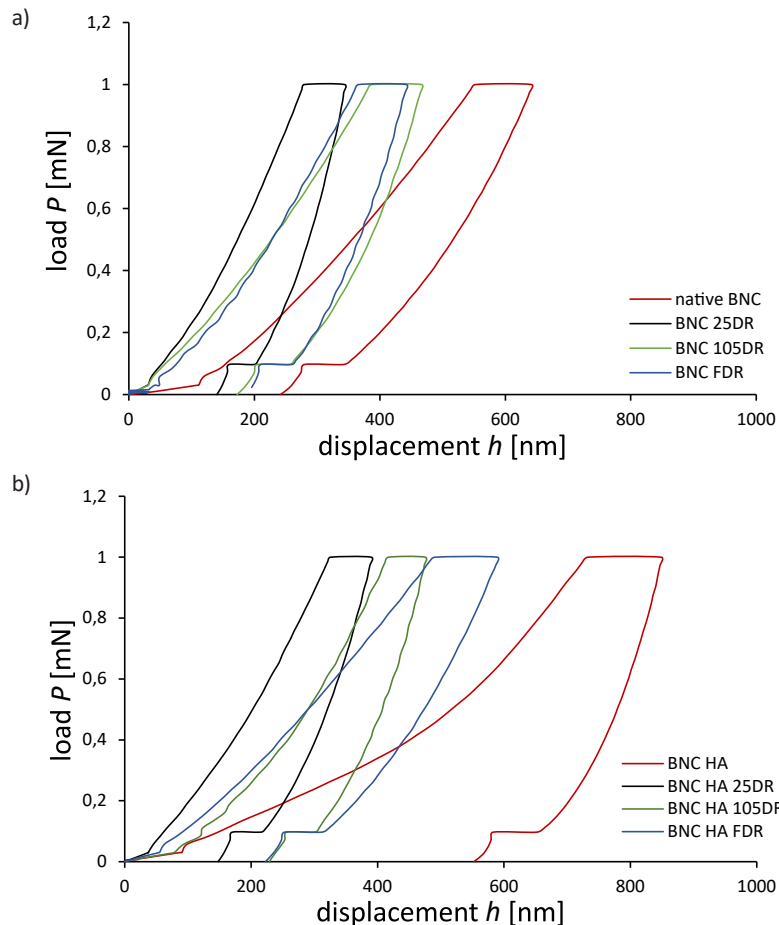 a)
1,2
1
0,8
0,6
0,4
0,2
0
load P [mN]
native BNC
BNC 25DR
BNC 105DR
BNC FDR
0 200 400 600 800 1000
displacement h [nm]
b)
1,2
1
0,8
0,6
0,4
0,2
0
load P [mN]
BNC HA
BNC HA 25DR
BNC HA 105DR
BNC HA FDR
0 200 400 600 800 1000
displacement h [nm]